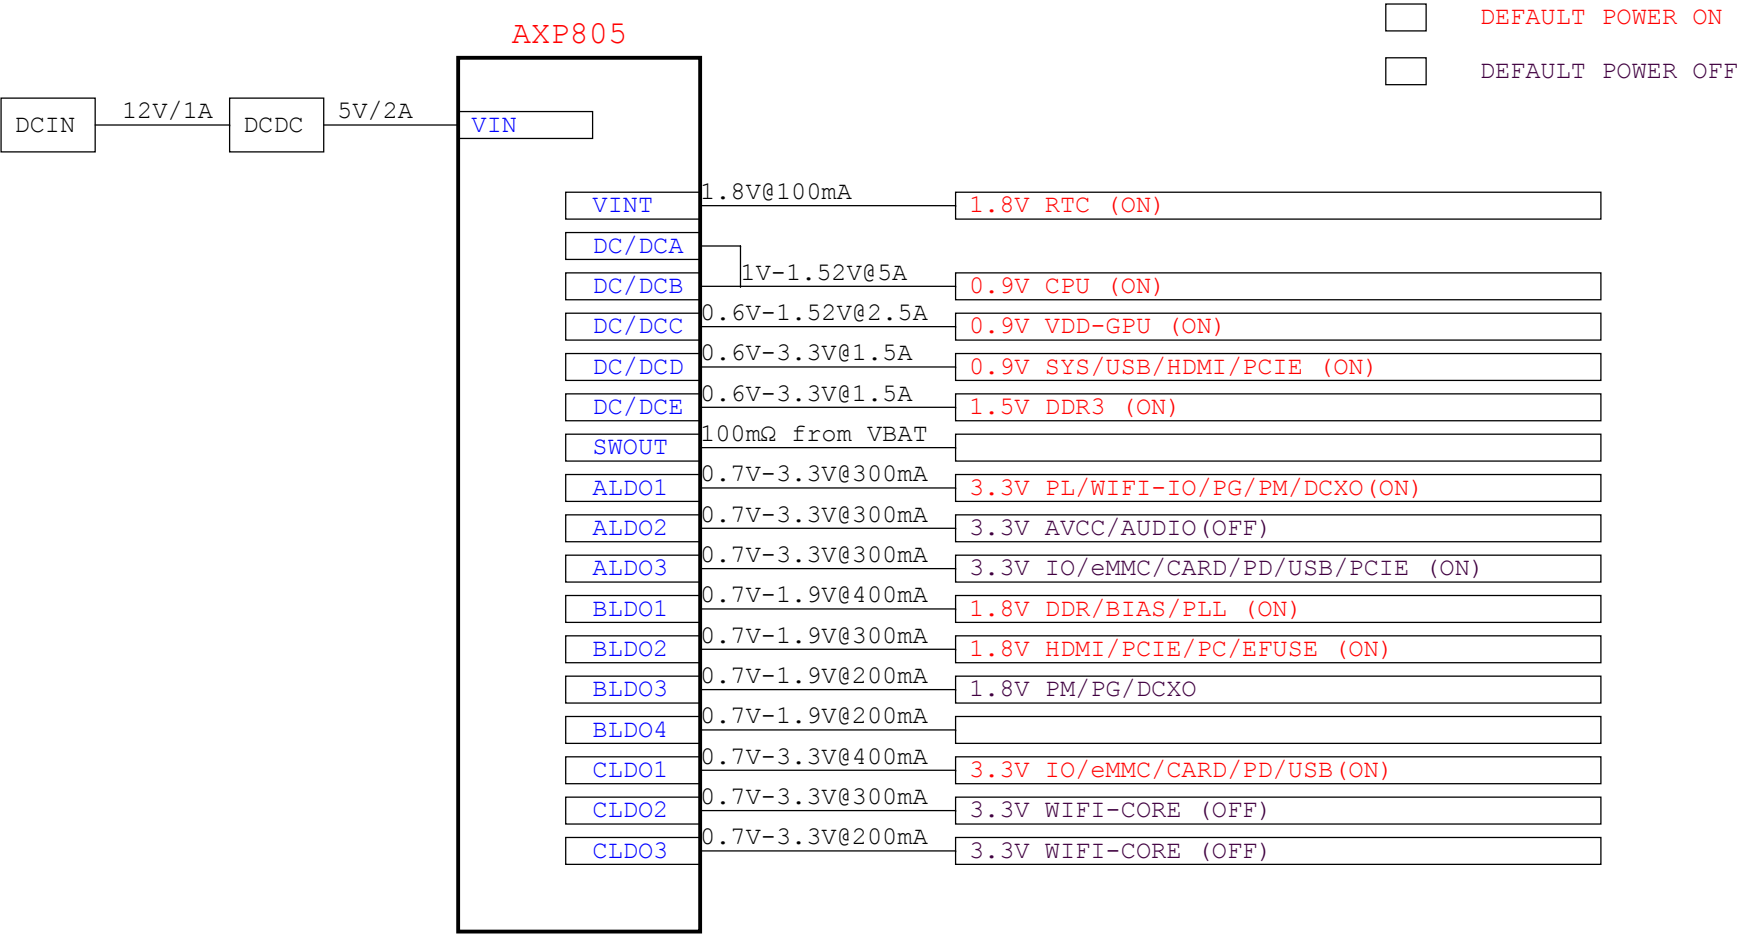 DEFAULT POWER ON
AXP805
DEFAULT POWER OFF
DCIN
12V/1A
DCDC
5V/2A
VIN
VINT
1.8V@100mA
1.8V RTC (ON)
DC/DCA
DC/DCB
1V-1.52V@5A
0.9V CPU (ON)
DC/DCC
0.6V-1.52V@2.5A
0.9V VDD-GPU (ON)
DC/DCD
0.6V-3.3V@1.5A
0.9V SYS/USB/HDMI/PCIE (ON)
DC/DCE
0.6V-3.3V@1.5A
1.5V DDR3 (ON)
SWOUT
100mΩ from VBAT
ALDO1
0.7V-3.3V@300mA
3.3V PL/WIFI-IO/PG/PM/DCXO(ON)
ALDO2
0.7V-3.3V@300mA
3.3V AVCC/AUDIO(OFF)
ALDO3
0.7V-3.3V@300mA
3.3V IO/eMMC/CARD/PD/USB/PCIE (ON)
BLDO1
0.7V-1.9V@400mA
1.8V DDR/BIAS/PLL (ON)
BLDO2
0.7V-1.9V@300mA
1.8V HDMI/PCIE/PC/EFUSE (ON)
BLDO3
0.7V-1.9V@200mA
1.8V PM/PG/DCXO
BLDO4
0.7V-1.9V@200mA
CLDO1
0.7V-3.3V@400mA
3.3V IO/eMMC/CARD/PD/USB(ON)
CLDO2
0.7V-3.3V@300mA
3.3V WIFI-CORE (OFF)
CLDO3
0.7V-3.3V@200mA
3.3V WIFI-CORE (OFF)